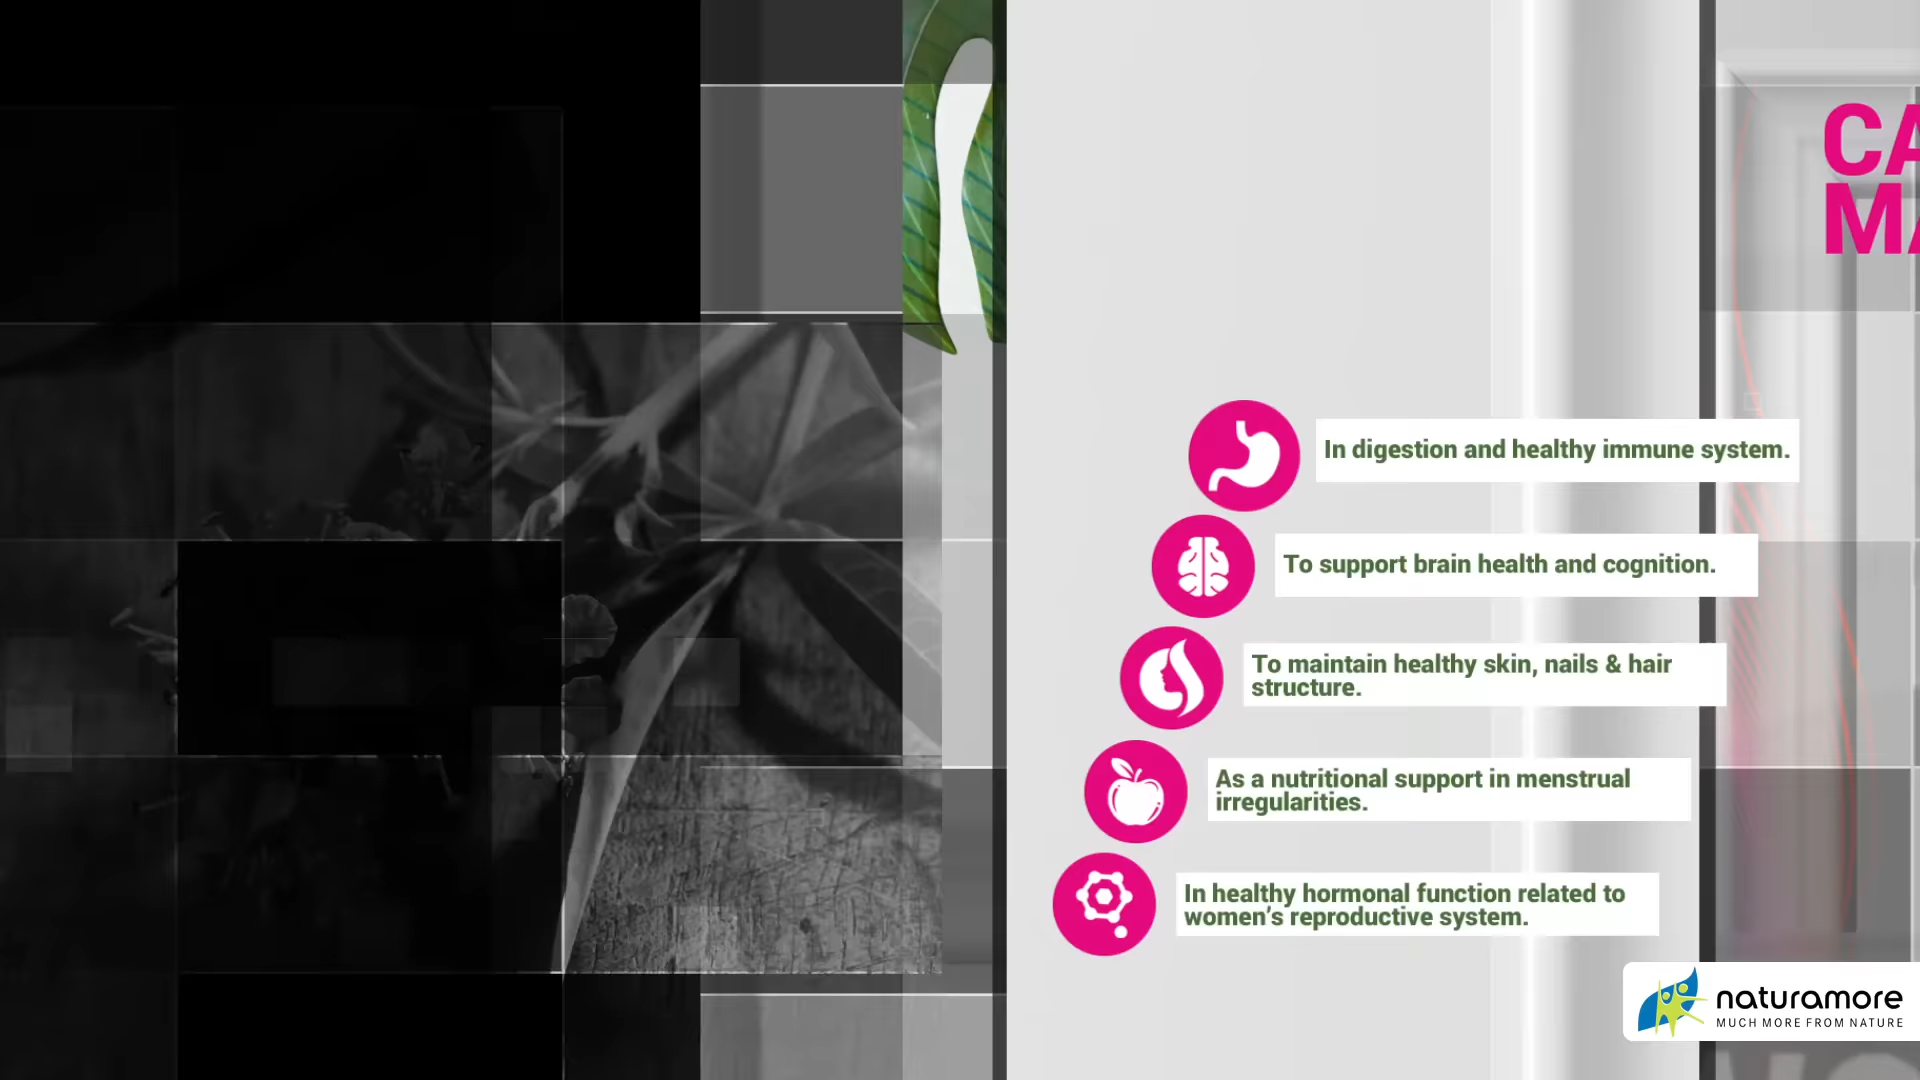 CA
MA
In digestion and healthy immune system.
To support brain health and cognition.
To maintain healthy skin, nails & hair
structure.
As a nutritional support in menstrual
irregularities.
In healthy hormonal function related to
women’s reproductive system.
naturamore
MUCH MORE FROM NATURE